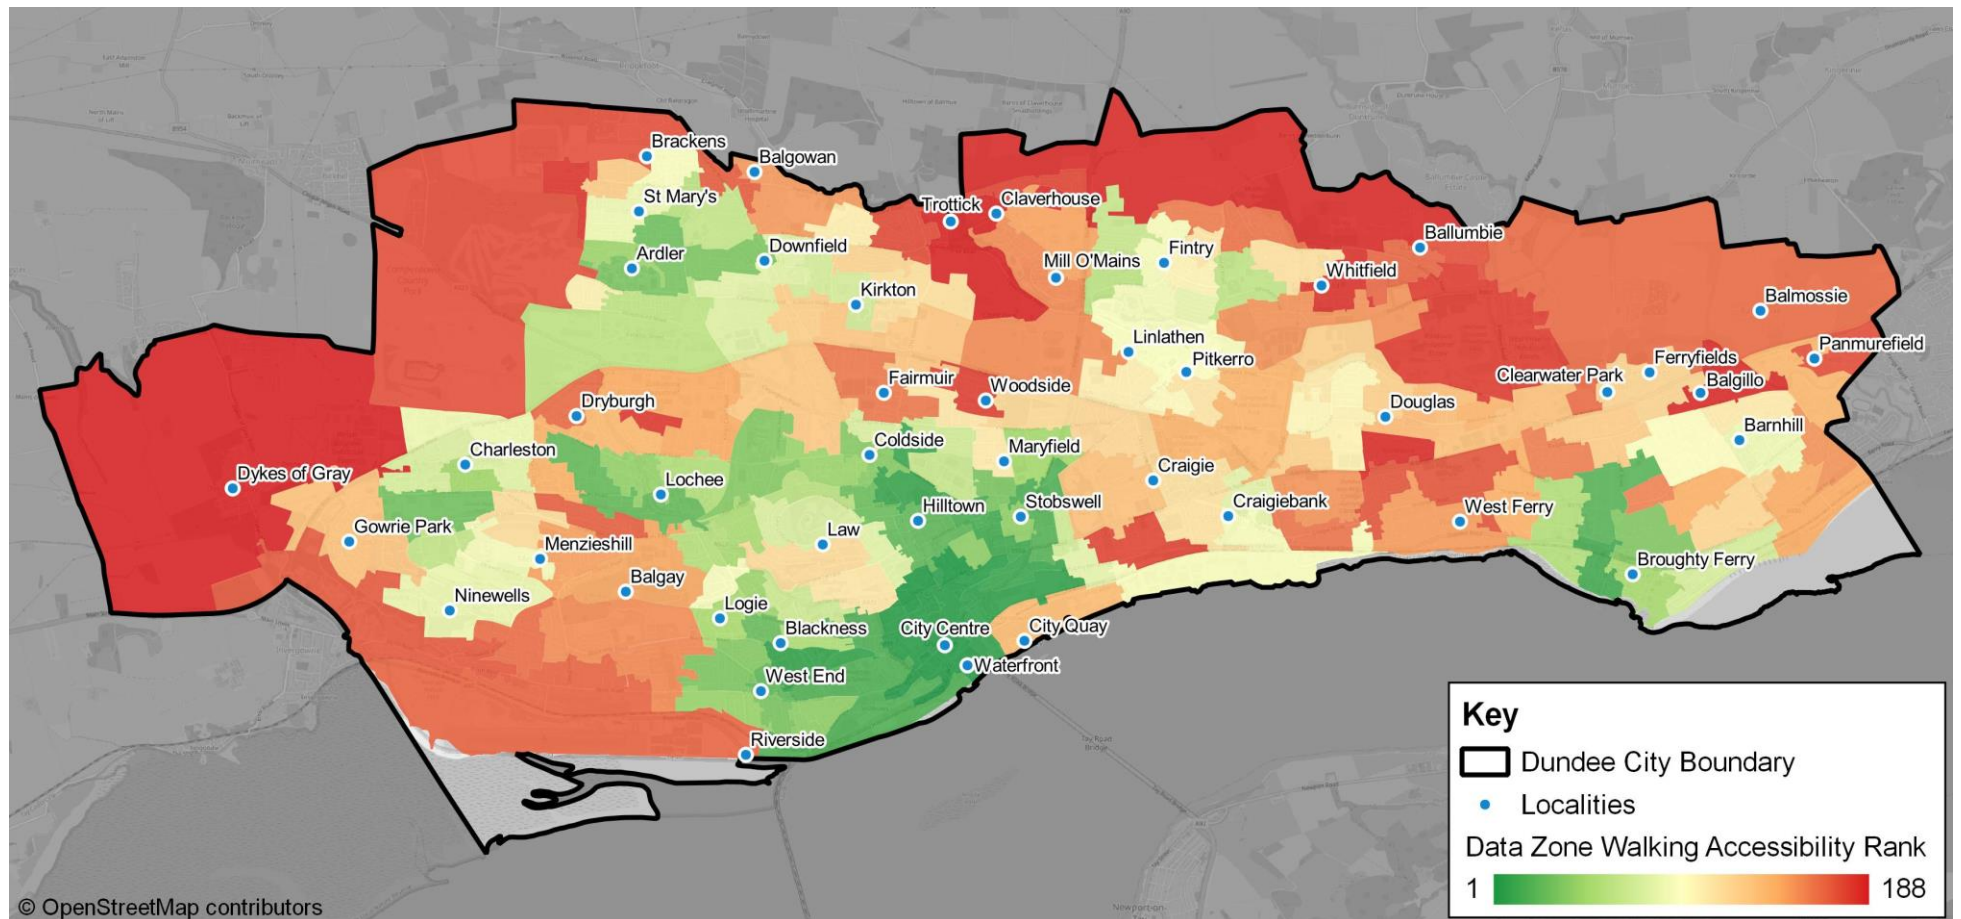 Brackens
Balgowan
St Mary's
Trottick
Claverhouse
Ardler
Downfield
Mill O'Mains
Fintry
Ballumbie
Whitfield
Kirkton
Balmossie
Linlathen
Pitkerro
Panmurefield
Ferryfields
Clearwater Park
Balgillo
Fairmuir
Woodside
Dryburgh
Douglas
Barnhill
Coldside
Maryfield
Charleston
Craigie
Dykes of Gray
Lochee
Hilltown
Stobswell
Craigiebank
West Ferry
Gowrie Park
Law
Menzieshill
Broughty Ferry
Balgay
Ninewells
Logie
Blackness
City Centre
City Quay
Waterfront
West End
Riverside
Key
Dundee City Boundary
Localities
Data Zone Walking Accessibility Rank
1 188
© OpenStreetMap contributors